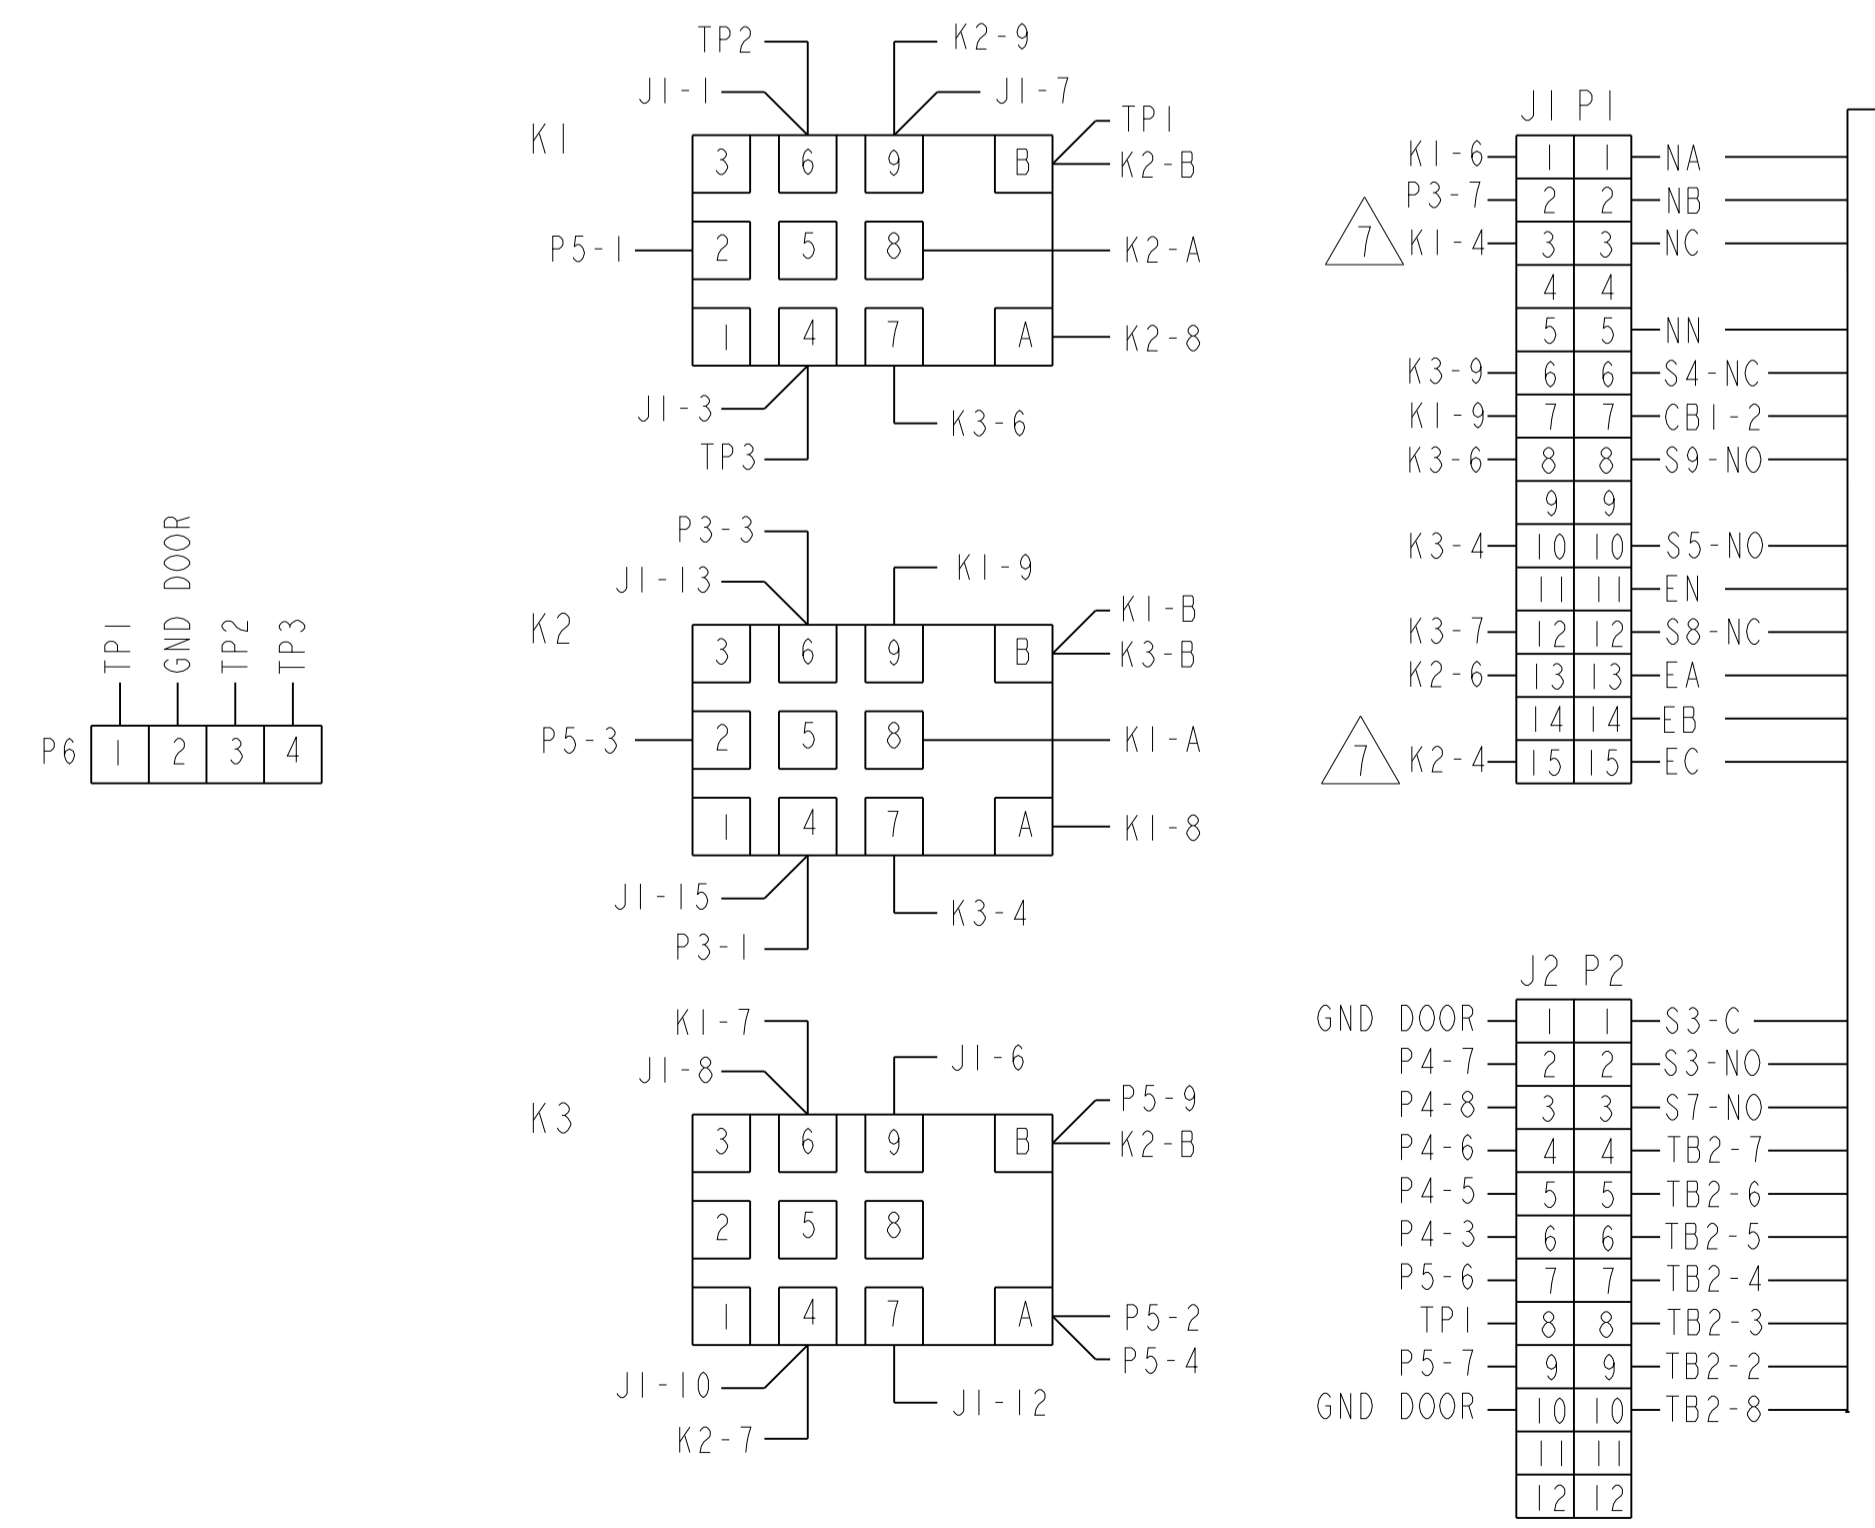 TP1
GND DOOR
TP2
TP3
P6 1 2 3 4
K1
TP2
K2-9
J1-1
J1-7
TP1
3 6 9 B
K2-B
P5-1
2 5 8
K2-A
1 4 7 A
K2-8
J1-3
K3-6
TP3
K2
P3-3
K1-9
J1-13
K1-B
3 6 9 B
K3-B
P5-3
2 5 8
K1-A
1 4 7 A
K1-8
J1-15
K3-4
P3-1
K3
K1-7
J1-6
J1-8
P5-9
3 6 9 B
K2-B
2 5 8
1 4 7 A
P5-2
P5-4
J1-10
J1-12
K2-7
J1 P1
K1-6 1 1 NA
P3-7 2 2 NB
7 K1-4 3 3 NC
4 4
5 5 NN
K3-9 6 6 S4-NC
K1-9 7 7 CB1-2
K3-6 8 8 S9-NO
9 9
K3-4 10 10 S5-NO
11 11 EN
K3-7 12 12 S8-NC
K2-6 13 13 EA
14 14 EB
7 K2-4 15 15 EC
J2 P2
GND DOOR 1 1 S3-C
P4-7 2 2 S3-NO
P4-8 3 3 S7-NO
P4-6 4 4 TB2-7
P4-5 5 5 TB2-6
P4-3 6 6 TB2-5
P5-6 7 7 TB2-4
TP1 8 8 TB2-3
P5-7 9 9 TB2-2
GND DOOR 10 10 TB2-8
11 11
12 12